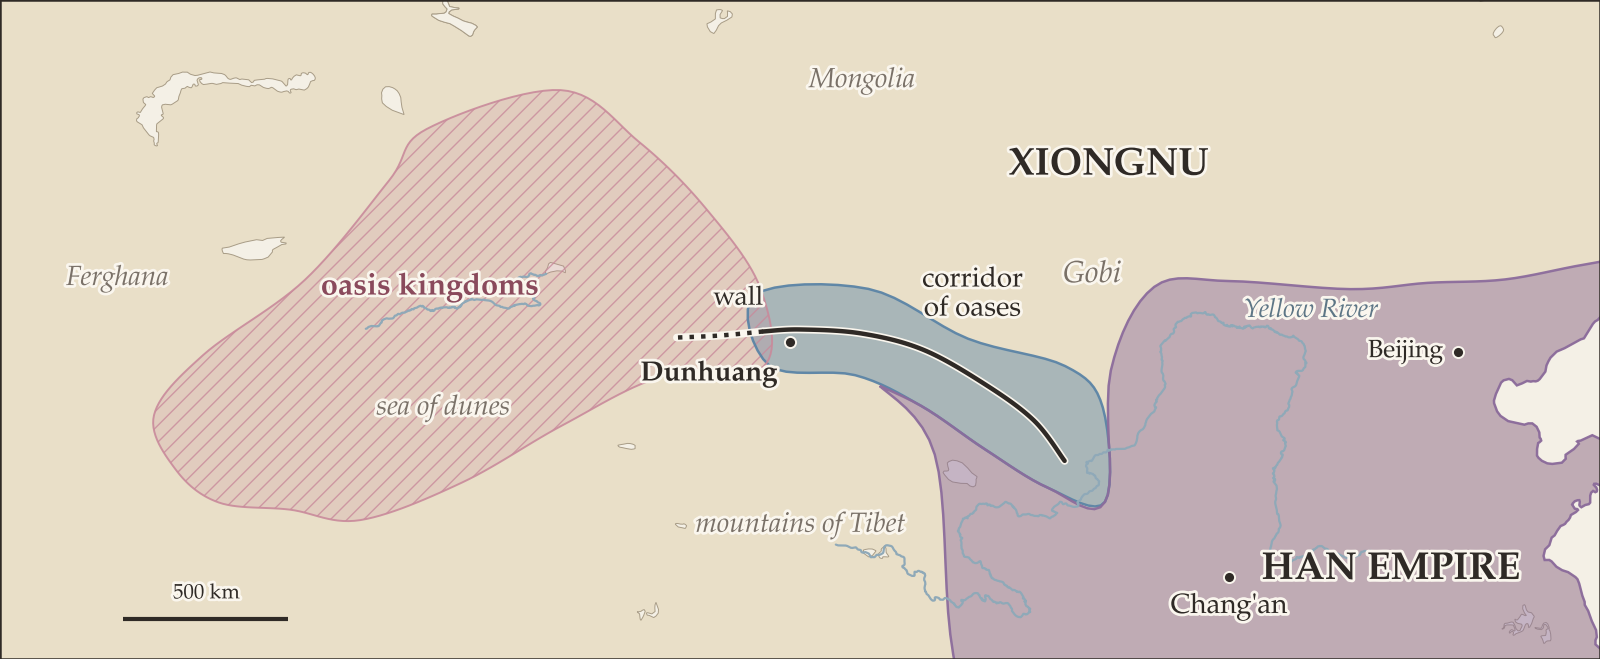 Mongolia
XIONGNU
Ferghana
oasis kingdoms
wall
corridor
of oases
Gobi
Yellow River
Beijing
Dunhuang
sea of dunes
mountains of Tibet
HAN EMPIRE
Chang'an
500 km